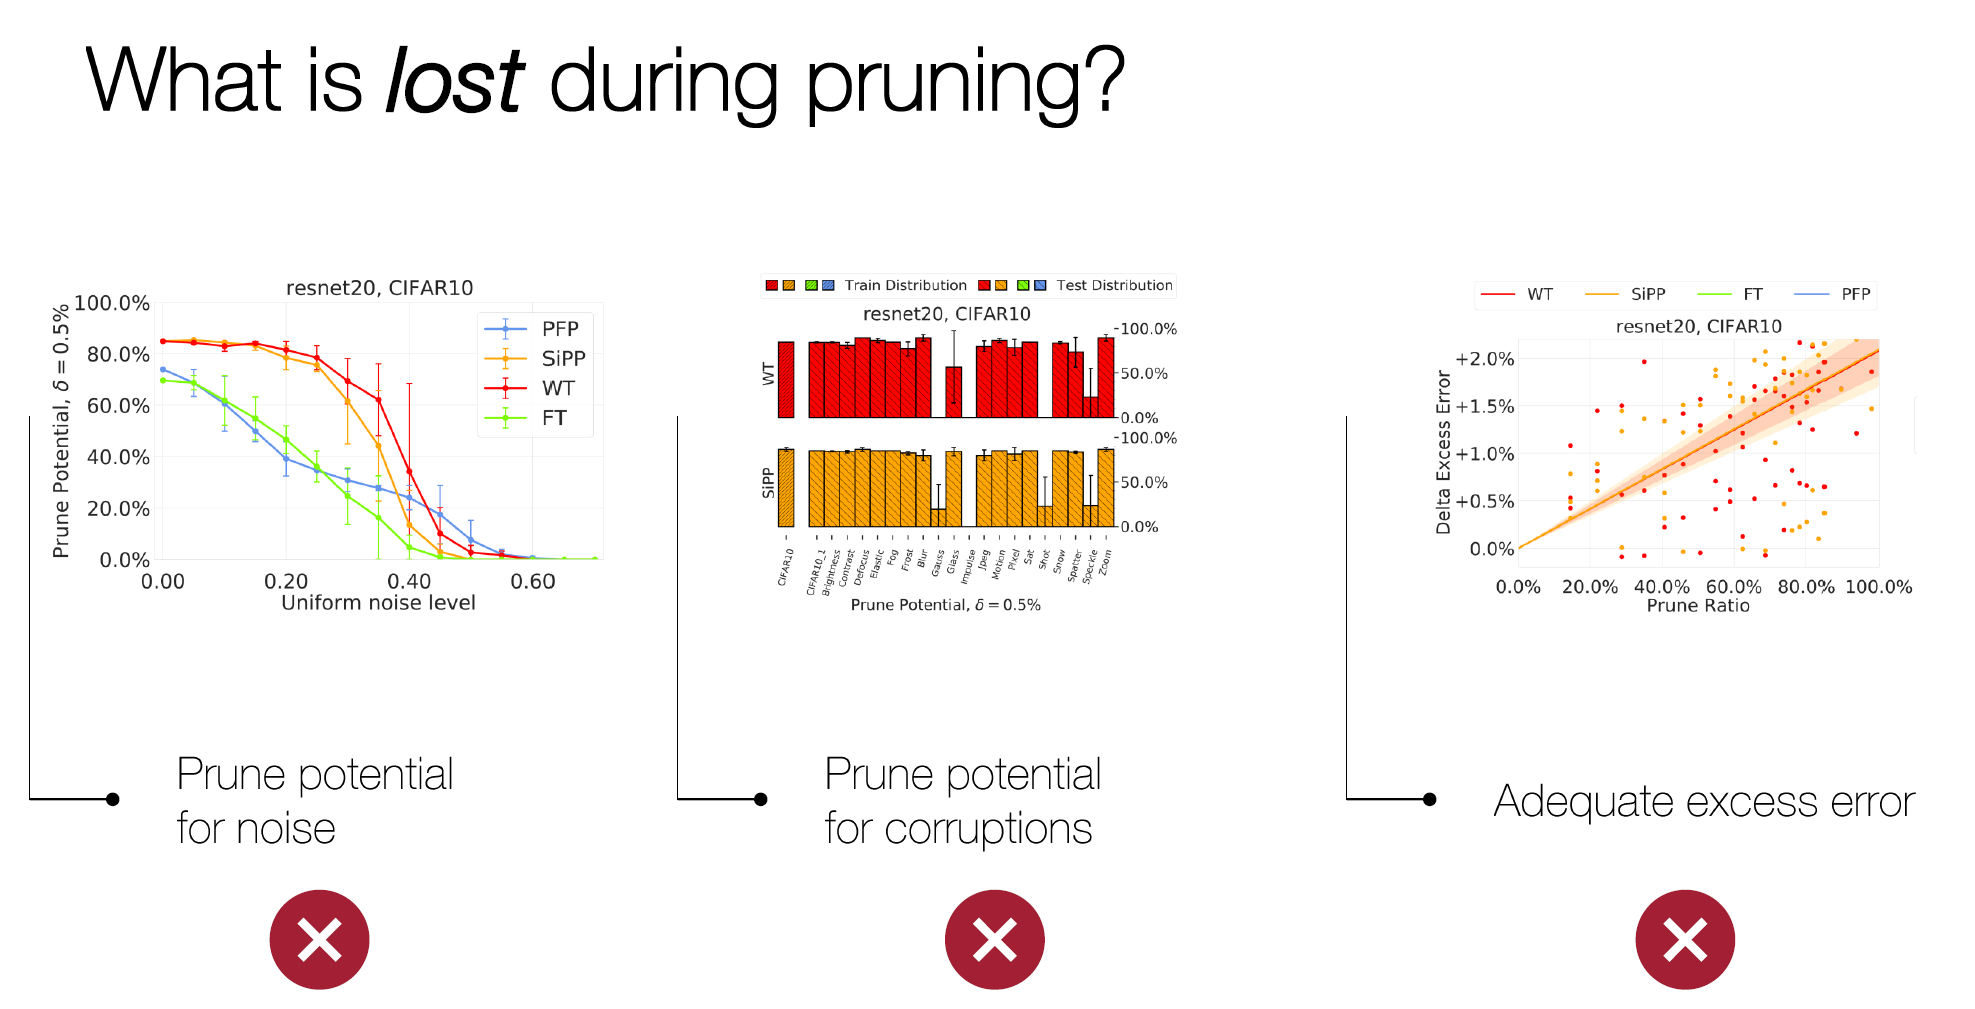 What is lost during pruning?
resnet20, CIFAR10
Prune Potential, δ = 0.5%
100.0%
80.0%
60.0%
40.0%
20.0%
0.0%
PFP
SiPP
WT
FT
0.00 0.20 0.40 0.60
Uniform noise level
Prune potential
for noise
Train Distribution Test Distribution
resnet20, CIFAR10
WT
100.0%
50.0%
0.0%
SiPP
100.0%
50.0%
0.0%
CIFAR10
CIFAR10_1
Brightness
Contrast
Defocus
Elastic
Fog
Frost
Blur
Gauss
Glass
Impulse
Jpeg
Motion
Pixel
Sat
Shot
Snow
Spatter
Speckle
Zoom
Prune Potential, δ = 0.5%
Prune potential
for corruptions
WT SiPP FT PFP
resnet20, CIFAR10
Delta Excess Error
+2.0%
+1.5%
+1.0%
+0.5%
0.0%
0.0% 20.0% 40.0% 60.0% 80.0% 100.0%
Prune Ratio
Adequate excess error